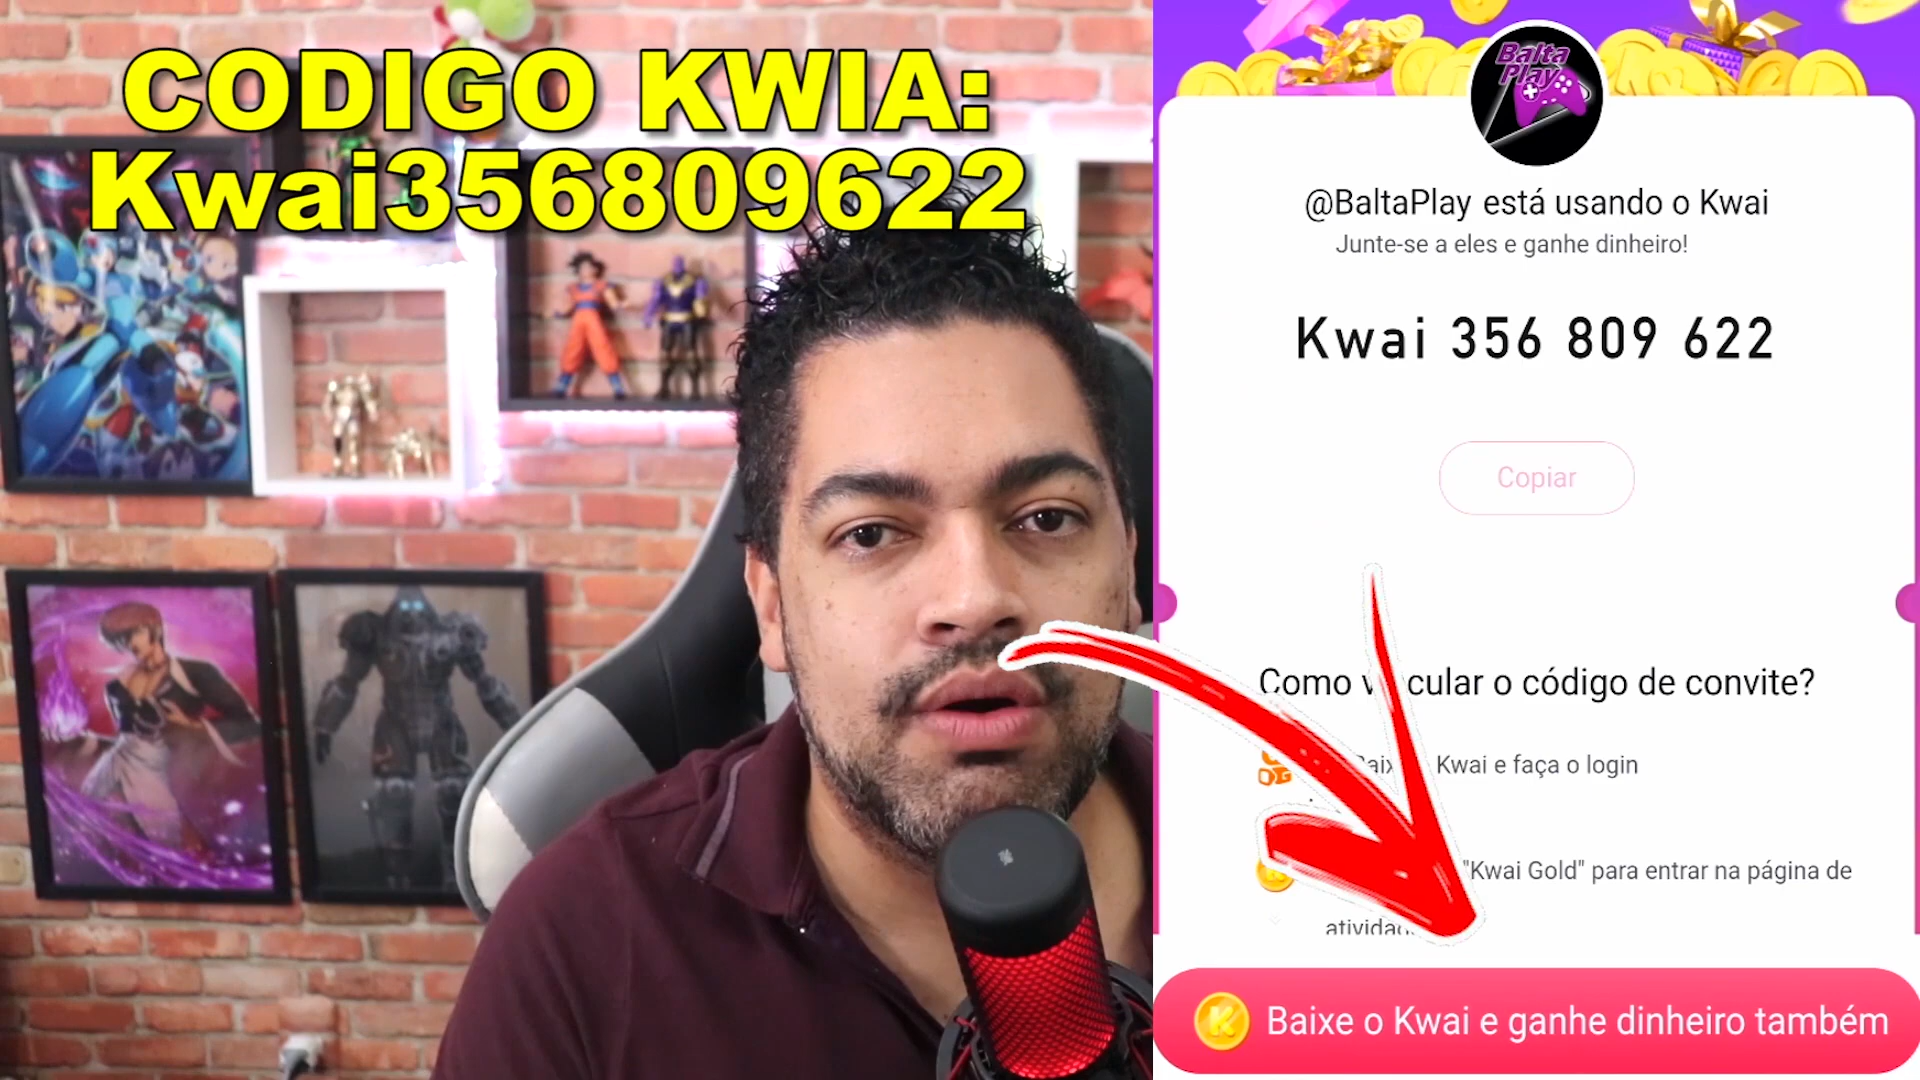 CODIGO KWIA:
Kwai356809622
Balta
Play
@BaltaPlay está usando o Kwai
Junte-se a eles e ganhe dinheiro!
Kwai 356 809 622
Copiar
Como cular o código de convite?
Kwai e faça o login
"Kwai Gold" para entrar na página de
Baixe o Kwai e ganhe dinheiro também